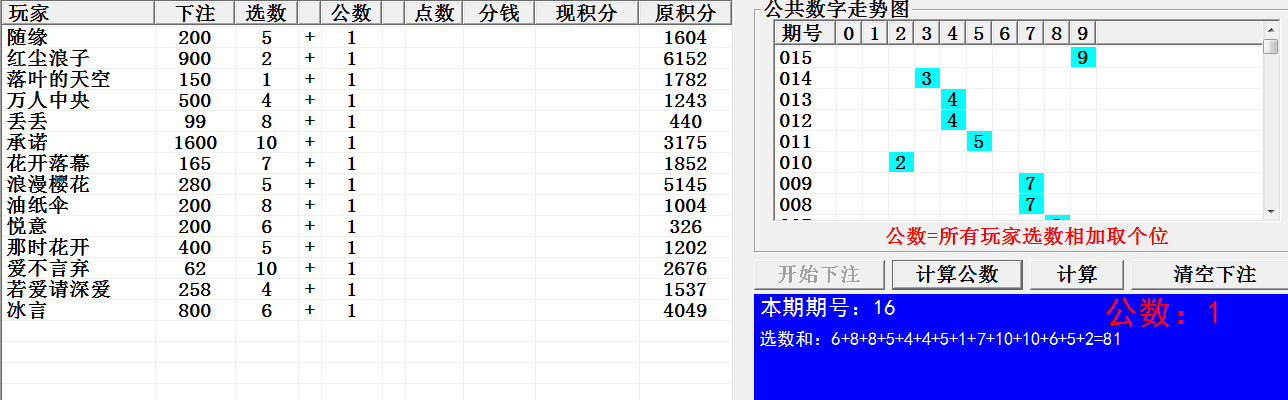 玩家 下注 选数 公数 点数 分钱 现积分 原积分
随缘 200 5 + 1 1604
红尘浪子 900 2 + 1 6152
落叶的天空 150 1 + 1 1782
万人中央 500 4 + 1 1243
丢丢 99 8 + 1 440
承诺 1600 10 + 1 3175
花开落幕 165 7 + 1 1852
浪漫樱花 280 5 + 1 5145
油纸伞 200 8 + 1 1004
悦意 200 6 + 1 326
那时花开 400 5 + 1 1202
爱不言弃 62 10 + 1 2676
若爱请深爱 258 4 + 1 1537
冰言 800 6 + 1 4049
公共数字走势图
期号 0 1 2 3 4 5 6 7 8 9
015 9
014 3
013 4
012 4
011 5
010 2
009 7
008 7
公数=所有玩家选数相加取个位
开始下注 计算公数 计算 清空下注
本期期号：16
公数：1
选数和：6+8+8+5+4+4+5+1+7+10+10+6+5+2=81